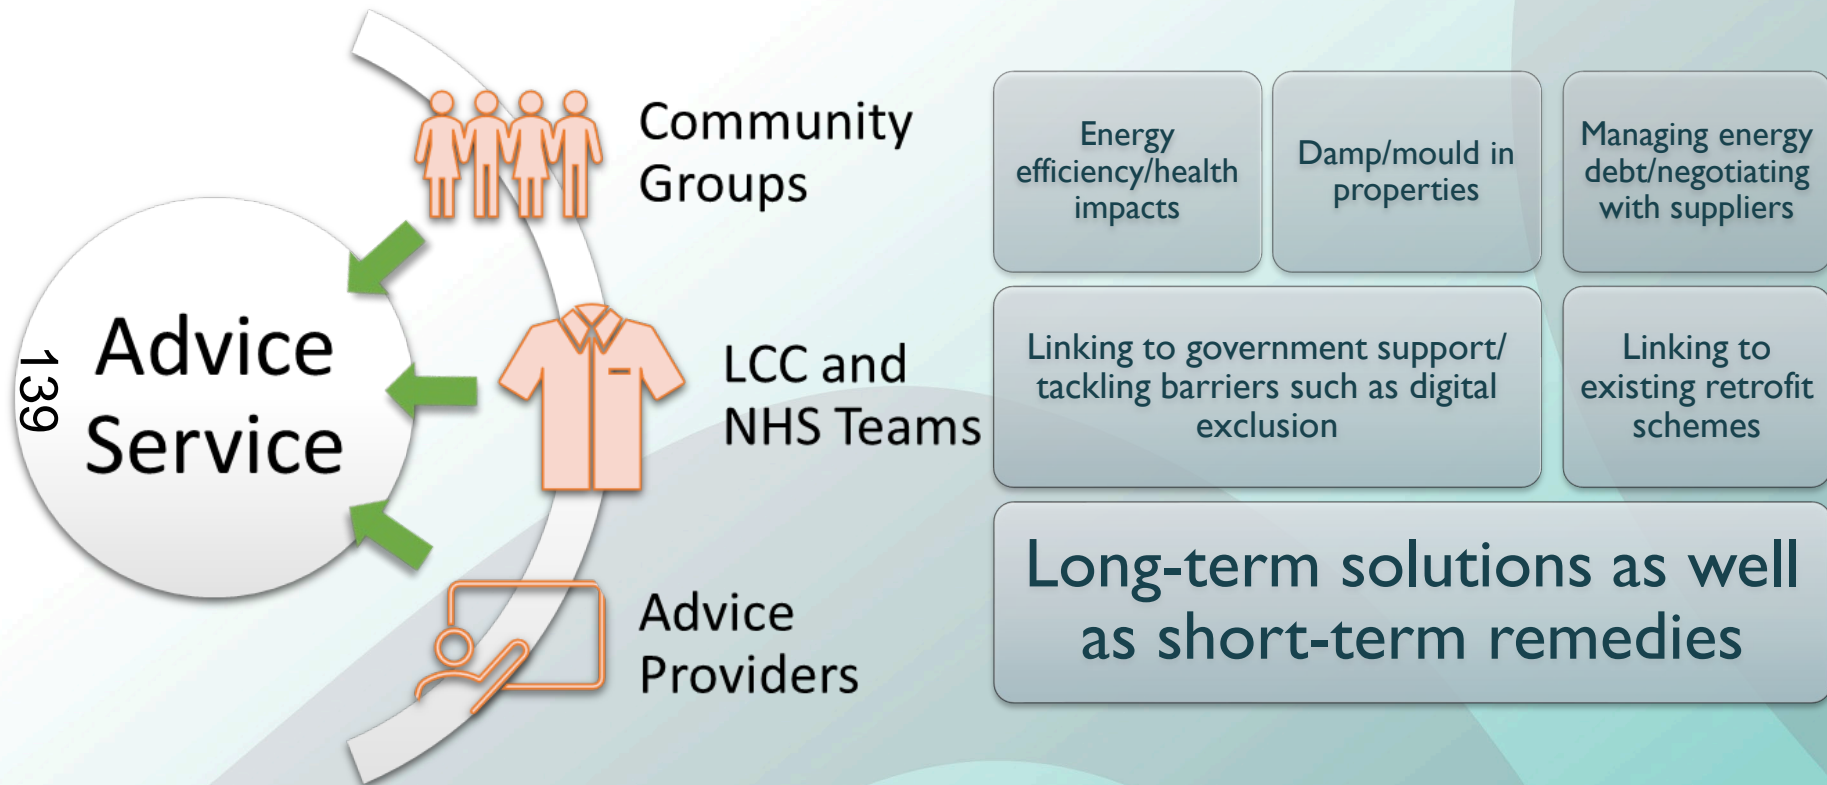 139
Advice
Service
Community
Groups
LCC and
NHS Teams
Advice
Providers
Energy
efficiency/health
impacts
Damp/mould in
properties
Managing energy
debt/negotiating
with suppliers
Linking to government support/
tackling barriers such as digital
exclusion
Linking to
existing retrofit
schemes
Long-term solutions as well
as short-term remedies